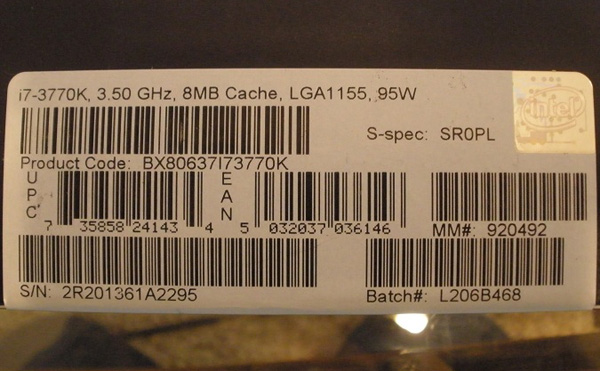 i7-3770K, 3.50 GHz, 8MB Cache, LGA1155, 95W
intel
S-spec: SR0PL
Product Code: BX80637I73770K
UPC EAN
7 35858 24143 4 5 032037 036146
MM#: 920492
S/N: 2R201361A2295
Batch#: L206B468